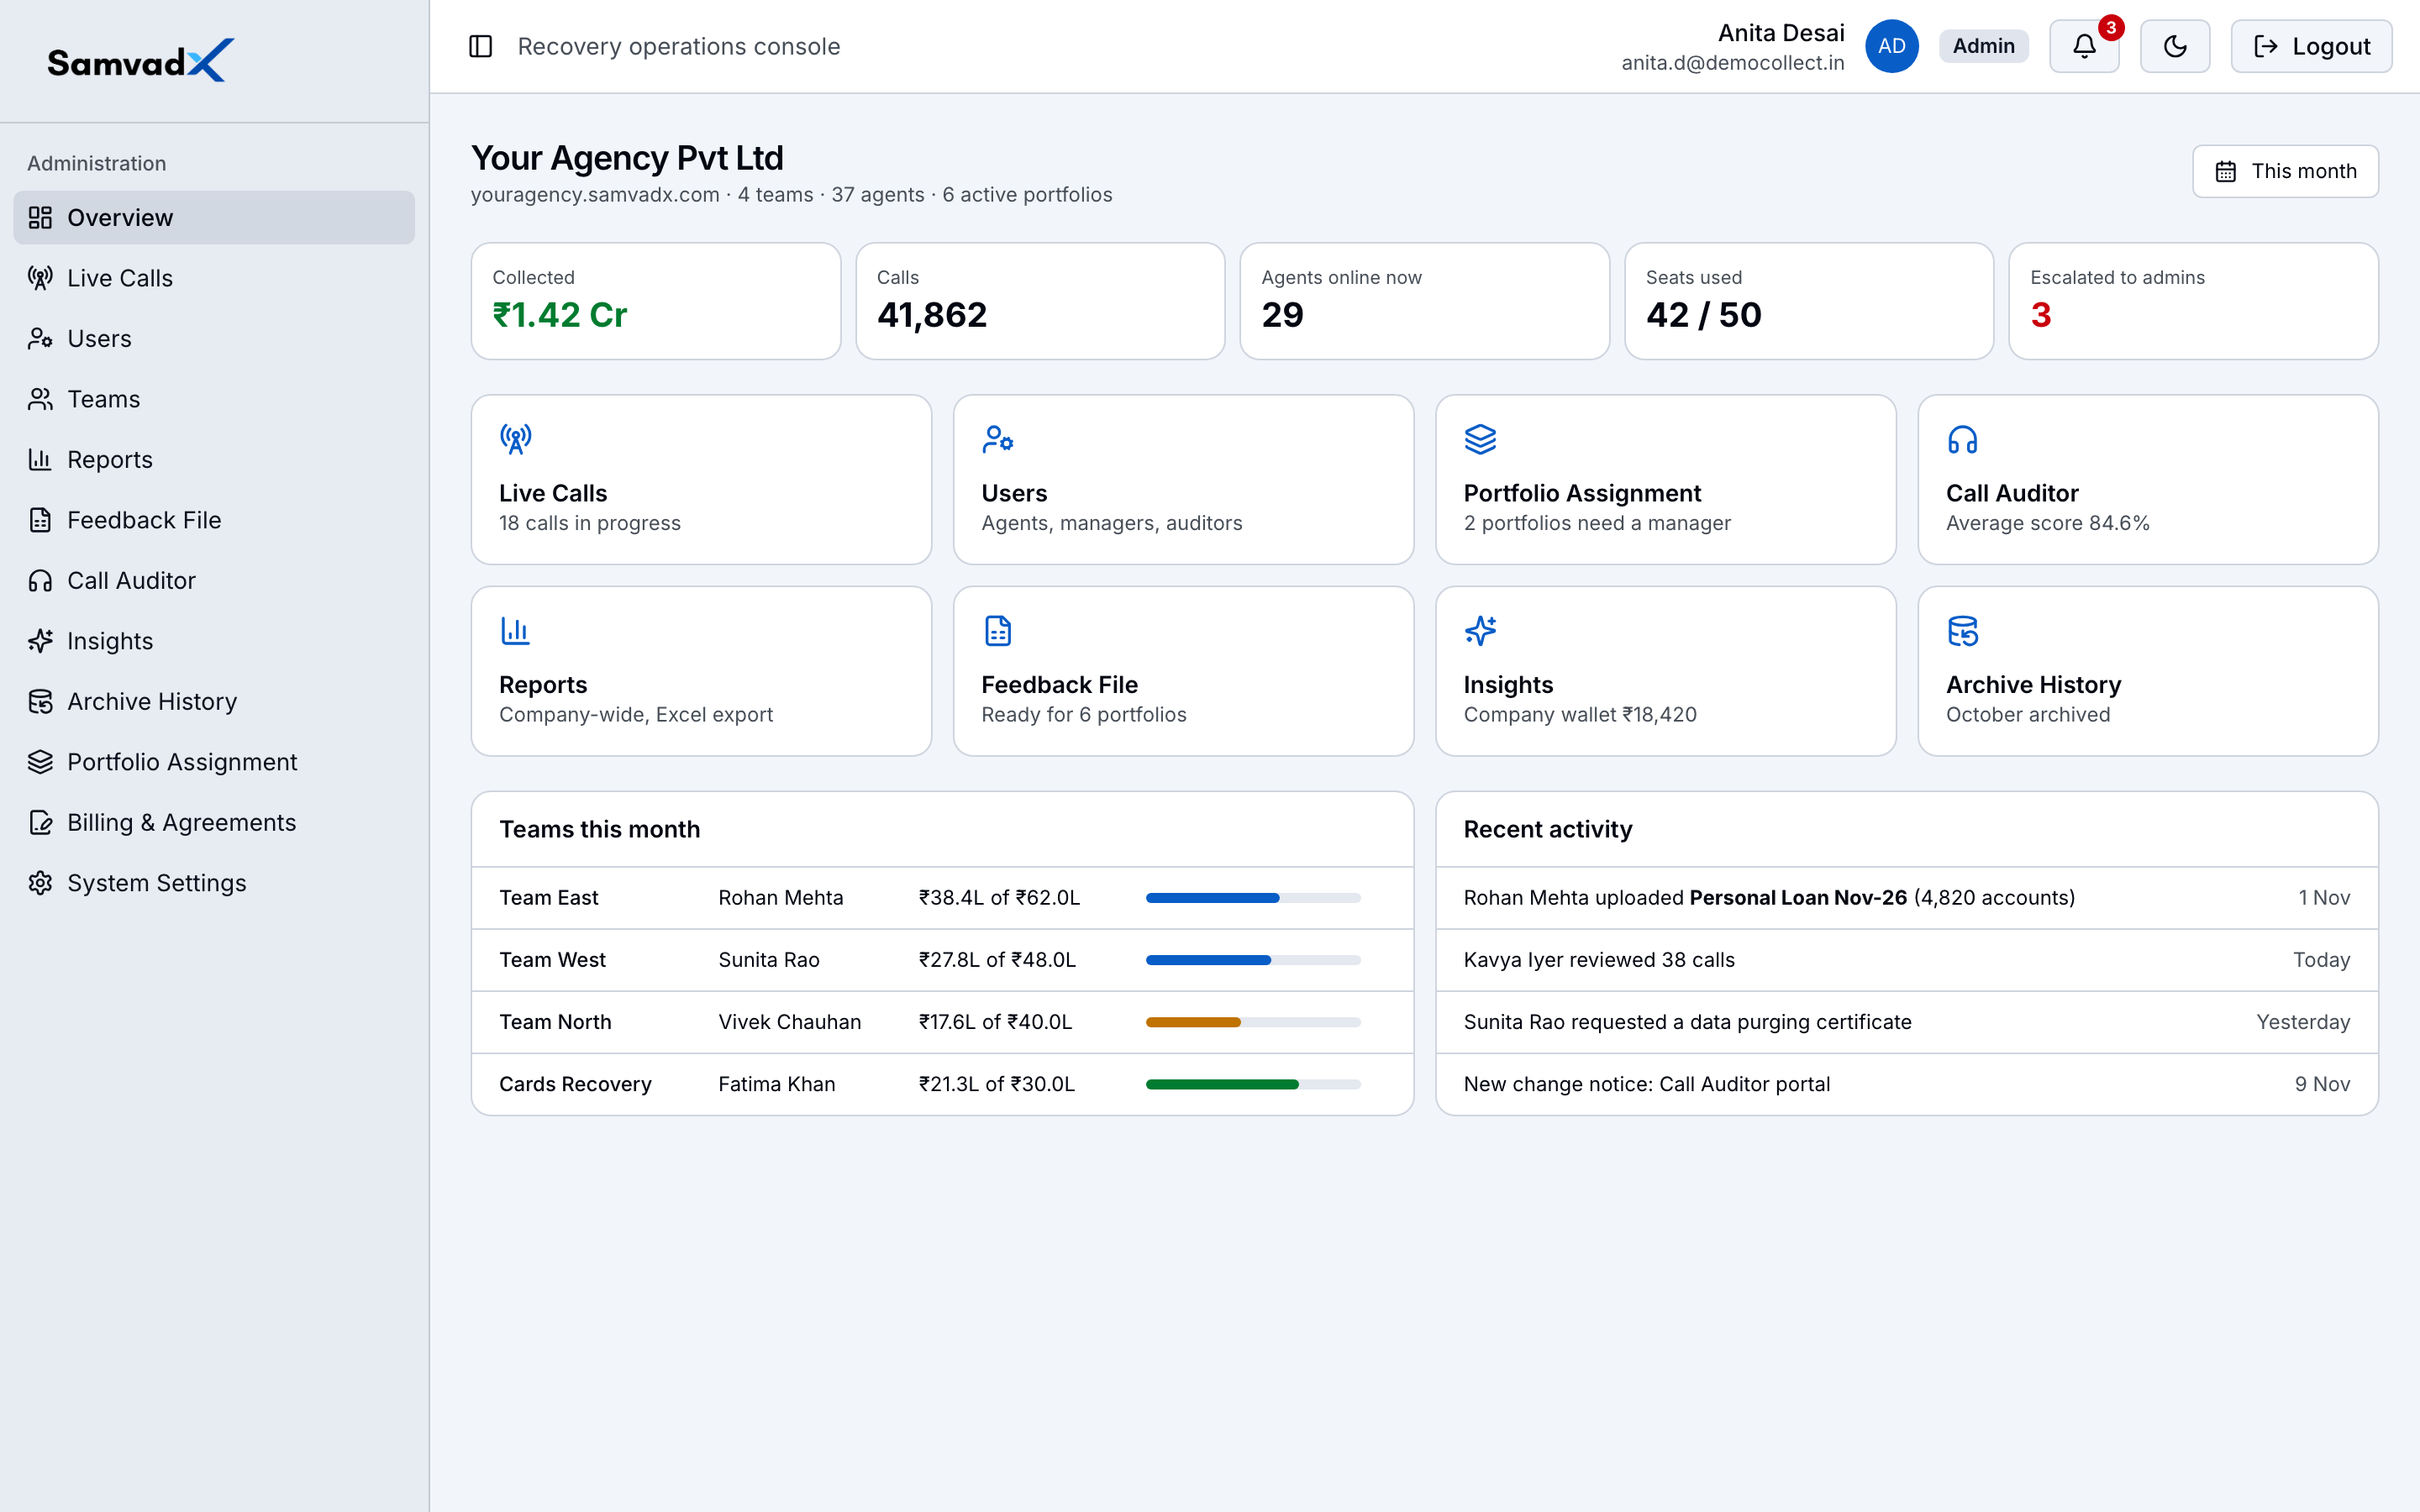 SamvadX
Recovery operations console
Anita Desai
anita.d@democollect.in
AD
Admin
3
Logout
Administration
Overview
Live Calls
Users
Teams
Reports
Feedback File
Call Auditor
Insights
Archive History
Portfolio Assignment
Billing & Agreements
System Settings
Your Agency Pvt Ltd
youragency.samvadx.com · 4 teams · 37 agents · 6 active portfolios
This month
Collected
₹1.42 Cr
Calls
41,862
Agents online now
29
Seats used
42 / 50
Escalated to admins
3
Live Calls
18 calls in progress
Users
Agents, managers, auditors
Portfolio Assignment
2 portfolios need a manager
Call Auditor
Average score 84.6%
Reports
Company-wide, Excel export
Feedback File
Ready for 6 portfolios
Insights
Company wallet ₹18,420
Archive History
October archived
Teams this month
Team East Rohan Mehta ₹38.4L of ₹62.0L
Team West Sunita Rao ₹27.8L of ₹48.0L
Team North Vivek Chauhan ₹17.6L of ₹40.0L
Cards Recovery Fatima Khan ₹21.3L of ₹30.0L
Recent activity
Rohan Mehta uploaded Personal Loan Nov-26 (4,820 accounts) 1 Nov
Kavya Iyer reviewed 38 calls Today
Sunita Rao requested a data purging certificate Yesterday
New change notice: Call Auditor portal 9 Nov